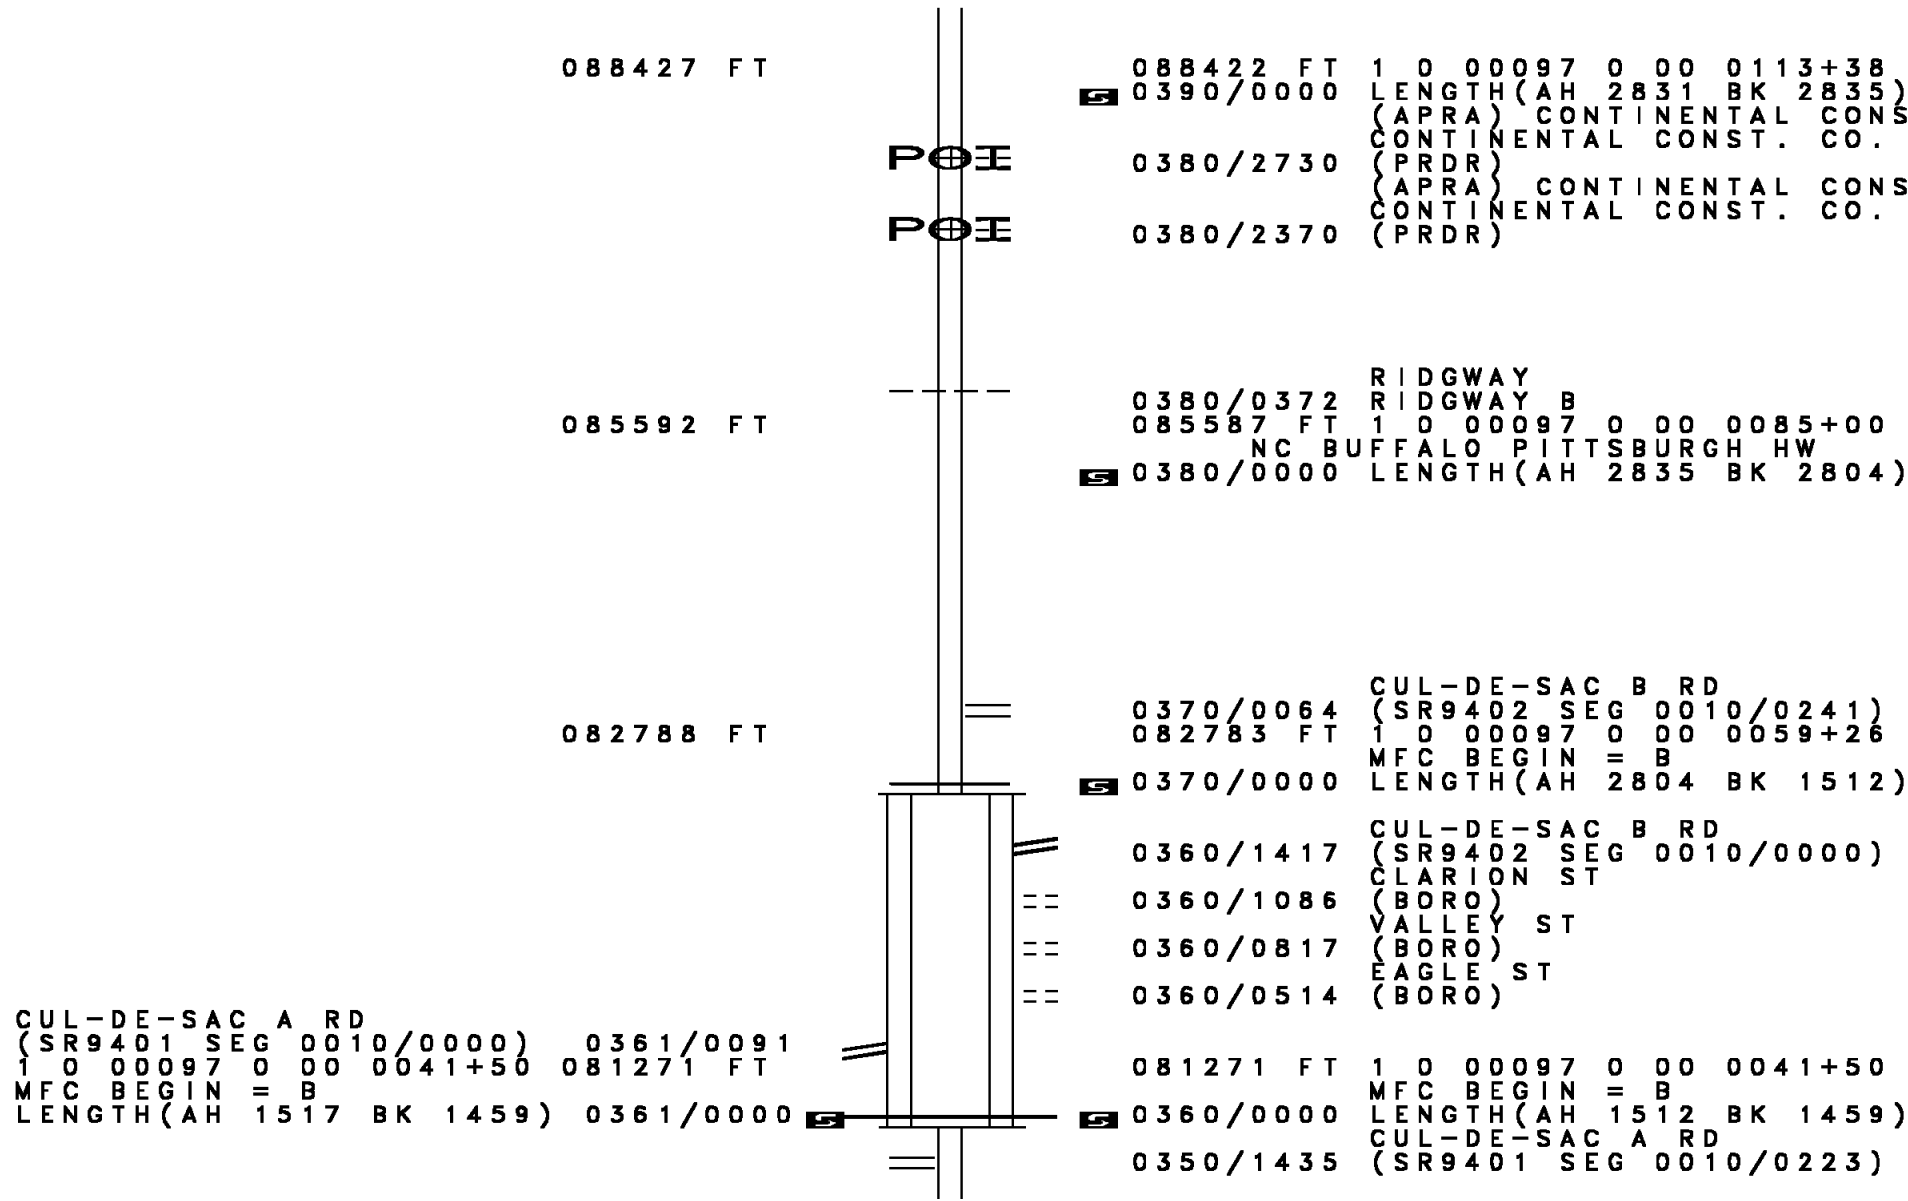 088427 FT 088422 FT 1 0 00097 0 00 0113+38
S 0390/0000 LENGTH(AH 2831 BK 2835)
(APRA) CONTINENTAL CONS
CONTINENTAL CONST. CO.
POI 0380/2730 (PRDR)
(APRA) CONTINENTAL CONS
CONTINENTAL CONST. CO.
POI 0380/2370 (PRDR)
RIDGWAY
0380/0372 RIDGWAY B
085592 FT 085587 FT 1 0 00097 0 00 0085+00
NC BUFFALO PITTSBURGH HW
S 0380/0000 LENGTH(AH 2835 BK 2804)
CUL-DE-SAC B RD
0370/0064 (SR9402 SEG 0010/0241)
082788 FT 082783 FT 1 0 00097 0 00 0059+26
MFC BEGIN = B
S 0370/0000 LENGTH(AH 2804 BK 1512)
CUL-DE-SAC B RD
0360/1417 (SR9402 SEG 0010/0000)
CLARION ST
0360/1086 (BORO)
VALLEY ST
0360/0817 (BORO)
EAGLE ST
0360/0514 (BORO)
CUL-DE-SAC A RD
(SR9401 SEG 0010/0000) 0361/0091
1 0 00097 0 00 0041+50 081271 FT 081271 FT 1 0 00097 0 00 0041+50
MFC BEGIN = B MFC BEGIN = B
LENGTH(AH 1517 BK 1459) 0361/0000 S S 0360/0000 LENGTH(AH 1512 BK 1459)
CUL-DE-SAC A RD
0350/1435 (SR9401 SEG 0010/0223)